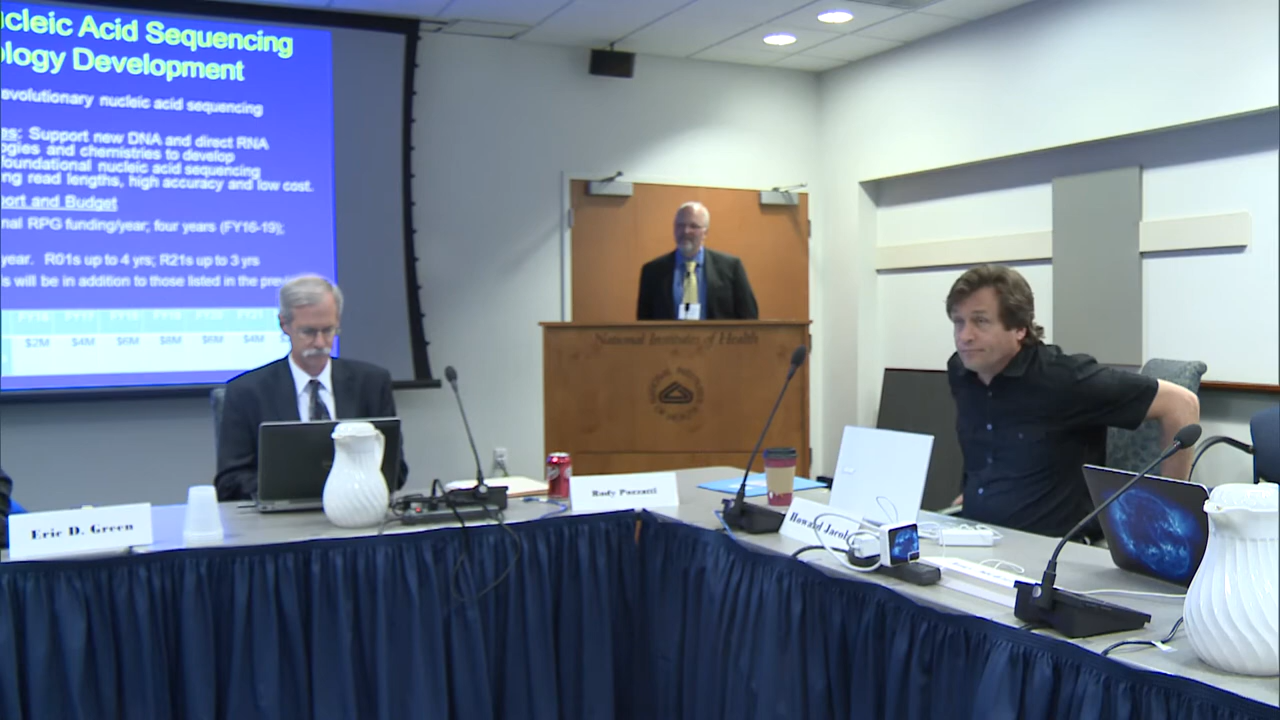 cleic Acid Sequencing
ology Development
evolutionary nucleic acid sequencing
es: Support new DNA and direct RNA
ogies and chemistries to develop
foundational nucleic acid sequencing
ng read lengths, high accuracy and low cost.
port and Budget
nal RPG funding/year; four years (FY16-19);
year. R01s up to 4 yrs; R21s up to 3 yrs
s will be in addition to those listed in the prev
$2M $4M $6M $8M $6M $4M
National Institutes of Health
Eric D. Green
Rudy Pozzatti
Howard Jacob